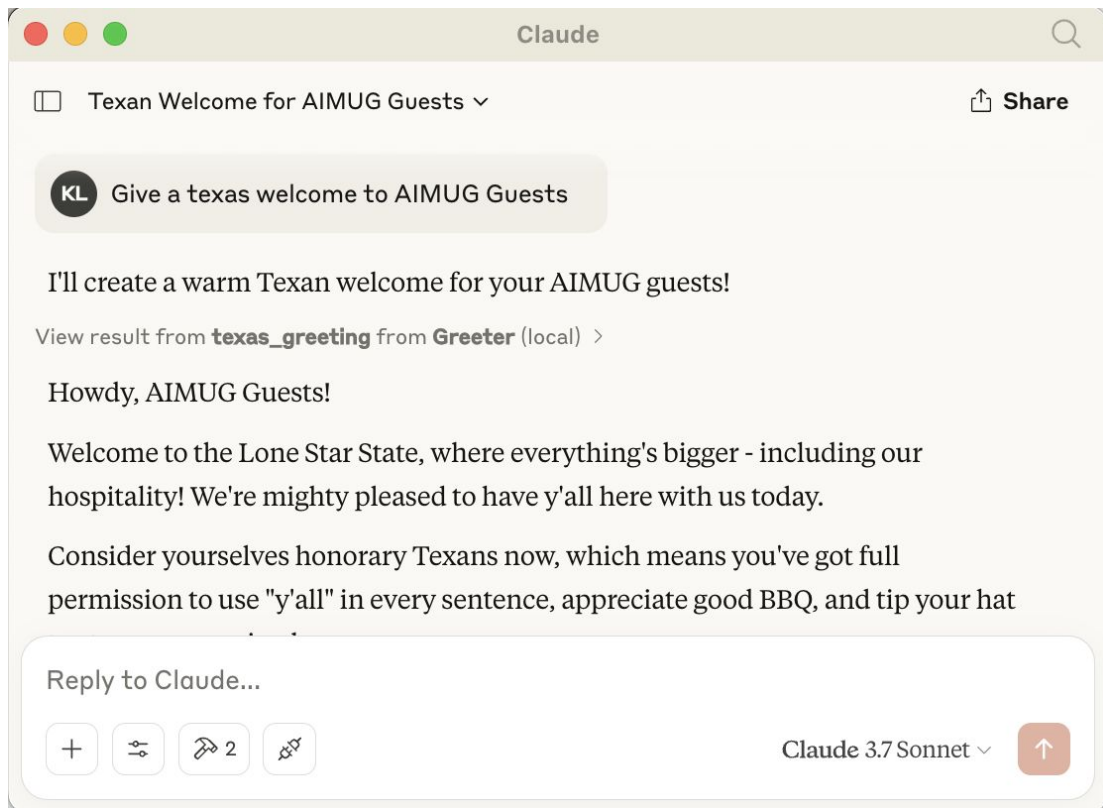 Claude
Texan Welcome for AIMUG Guests
Share
KL Give a texas welcome to AIMUG Guests
I'll create a warm Texan welcome for your AIMUG guests!
View result from texas_greeting from Greeter (local)
Howdy, AIMUG Guests!
Welcome to the Lone Star State, where everything's bigger - including our
hospitality! We're mighty pleased to have y'all here with us today.
Consider yourselves honorary Texans now, which means you've got full
permission to use "y'all" in every sentence, appreciate good BBQ, and tip your hat
Reply to Claude...
2
Claude 3.7 Sonnet